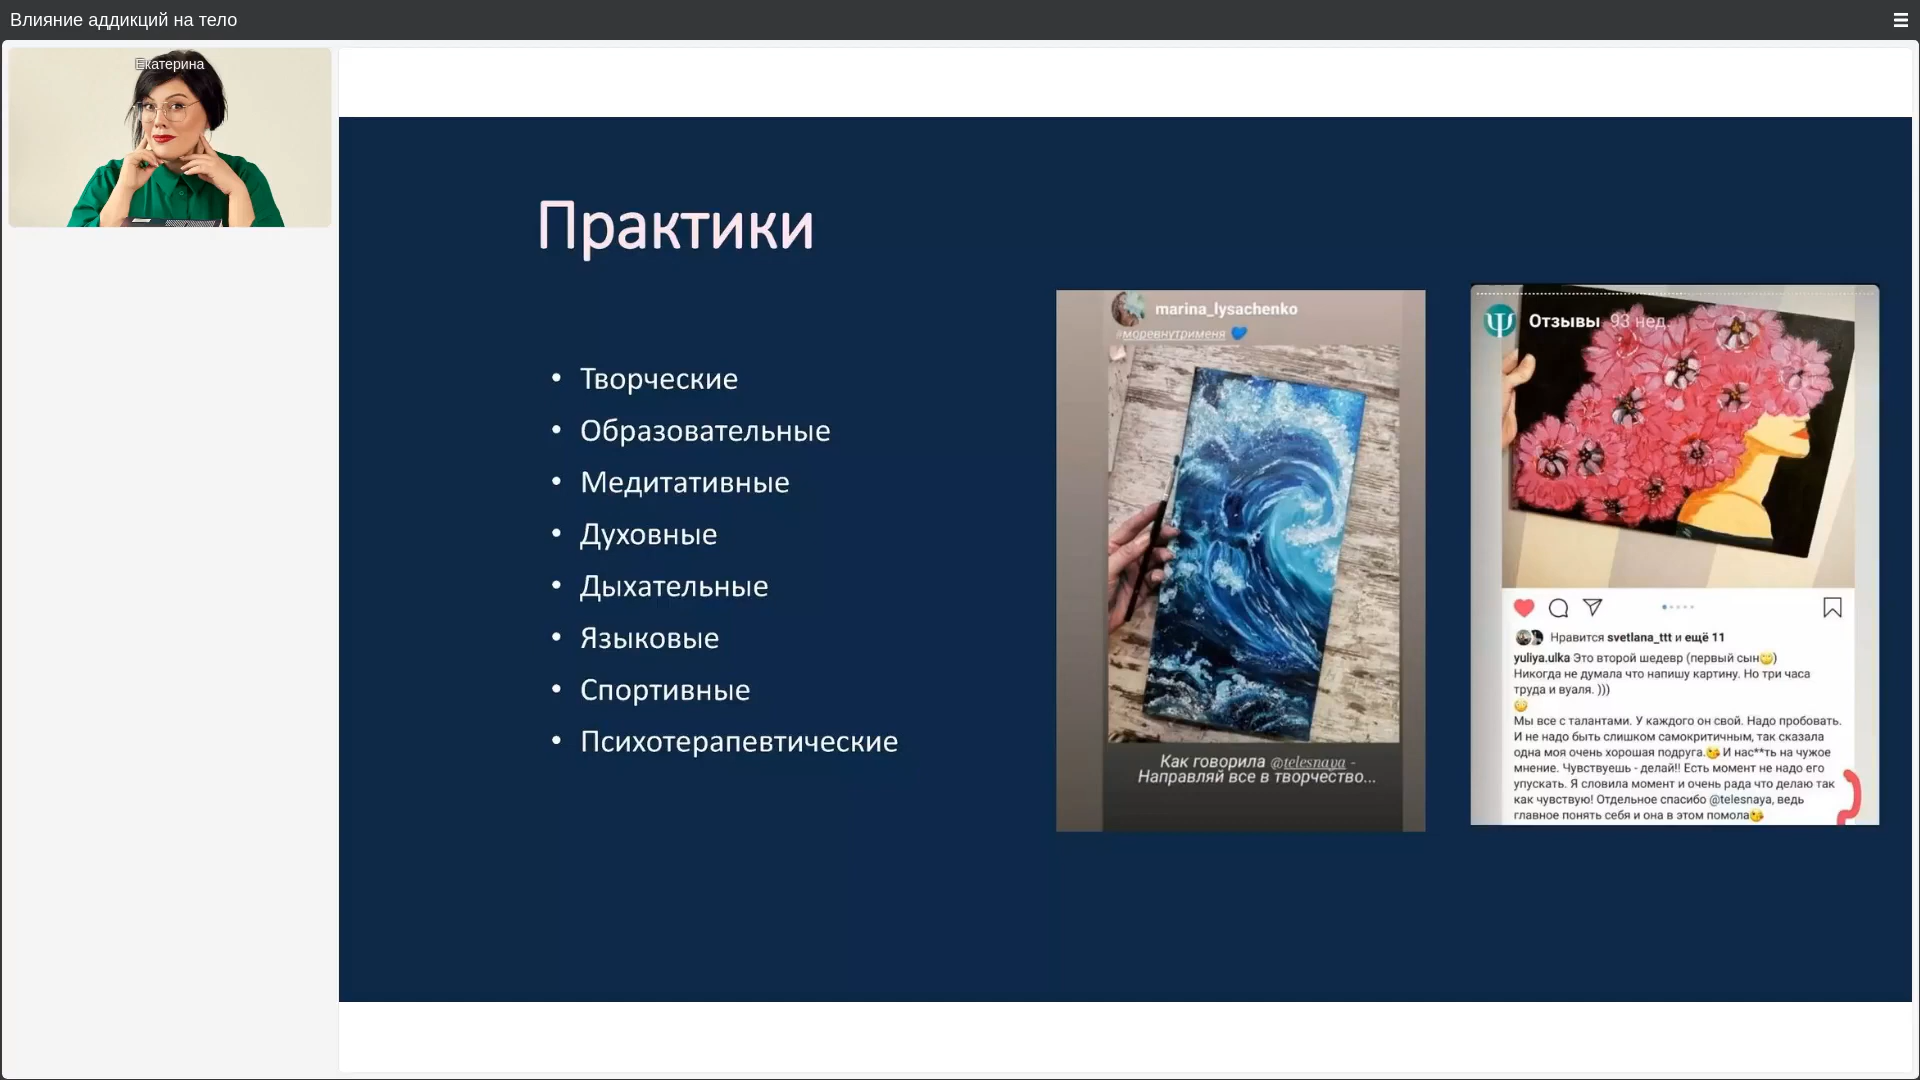 Влияние аддикций на тело
Екатерина
Практики
• Творческие
• Образовательные
• Медитативные
• Духовные
• Дыхательные
• Языковые
• Спортивные
• Психотерапевтические
marina_lysachenko
#моревнутрименя 💙
Как говорила @telesnaya -
Направляй все в творчество...
Отзывы 93 нед.
Нравится svetlana_ttt и ещё 11
yuliya.ulka Это второй шедевр (первый сын🙄)
Никогда не думала что напишу картину. Но три часа
труда и вуаля. )))
😳
Мы все с талантами. У каждого он свой. Надо пробовать.
И не надо быть слишком самокритичным, так сказала
одна моя очень хорошая подруга.😘 И нас**ть на чужое
мнение. Чувствуешь - делай!! Есть момент не надо его
упускать. Я словила момент и очень рада что делаю так
как чувствую! Отдельное спасибо @telesnaya, ведь
главное понять себя и она в этом помола😘